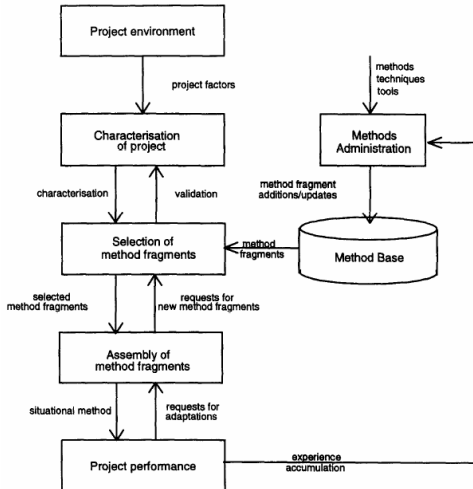 Project environment
methods
techniques
tools
project factors
Characterisation
of project
Methods
Administration
characterisation
validation
method fragment
additions/updates
Selection of
method fragments
method
fragments
Method Base
selected
method fragments
requests for
new method fragments
Assembly of
method fragments
situational method
requests for
adaptations
Project performance
experience
accumulation